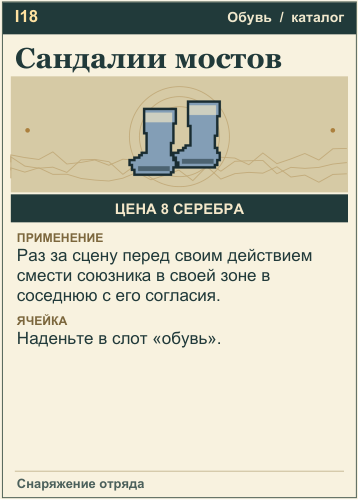 I18
Обувь / каталог
Сандалии мостов
ЦЕНА 8 СЕРЕБРА
ПРИМЕНЕНИЕ
Раз за сцену перед своим действием
смести союзника в своей зоне в
соседнюю с его согласия.
ЯЧЕЙКА
Наденьте в слот «обувь».
Снаряжение отряда